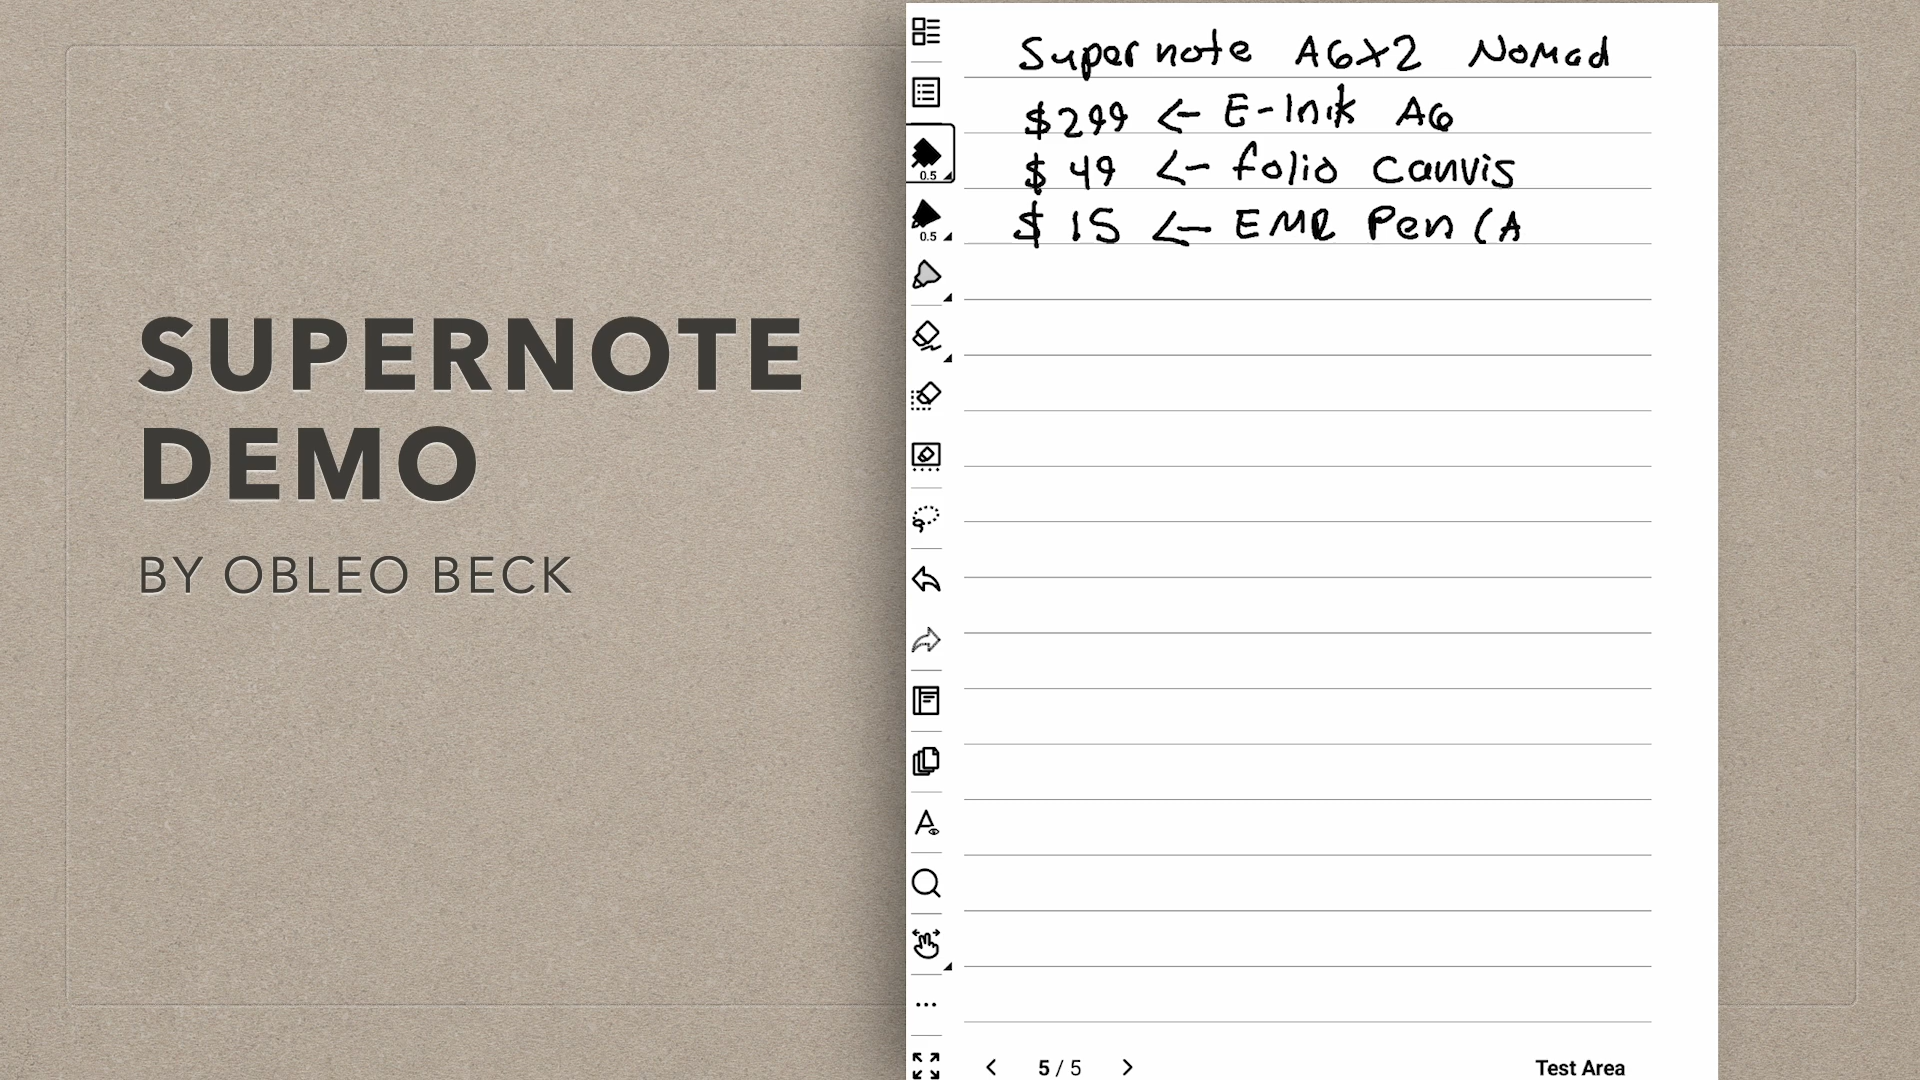 SUPERNOTE
DEMO
BY OBLEO BECK
Supernote A6X2 Nomad
$299 ← E-Ink A6
$ 49 ← folio Canvis
$ 15 ← EMR Pen (A
0.5
0.5
5 / 5
Test Area